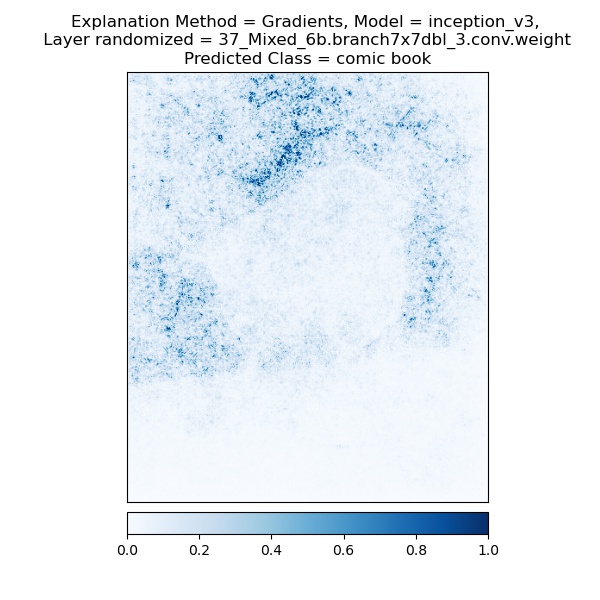 Explanation Method = Gradients, Model = inception_v3,
Layer randomized = 37_Mixed_6b.branch7x7dbl_3.conv.weight
Predicted Class = comic book
0.0 0.2 0.4 0.6 0.8 1.0